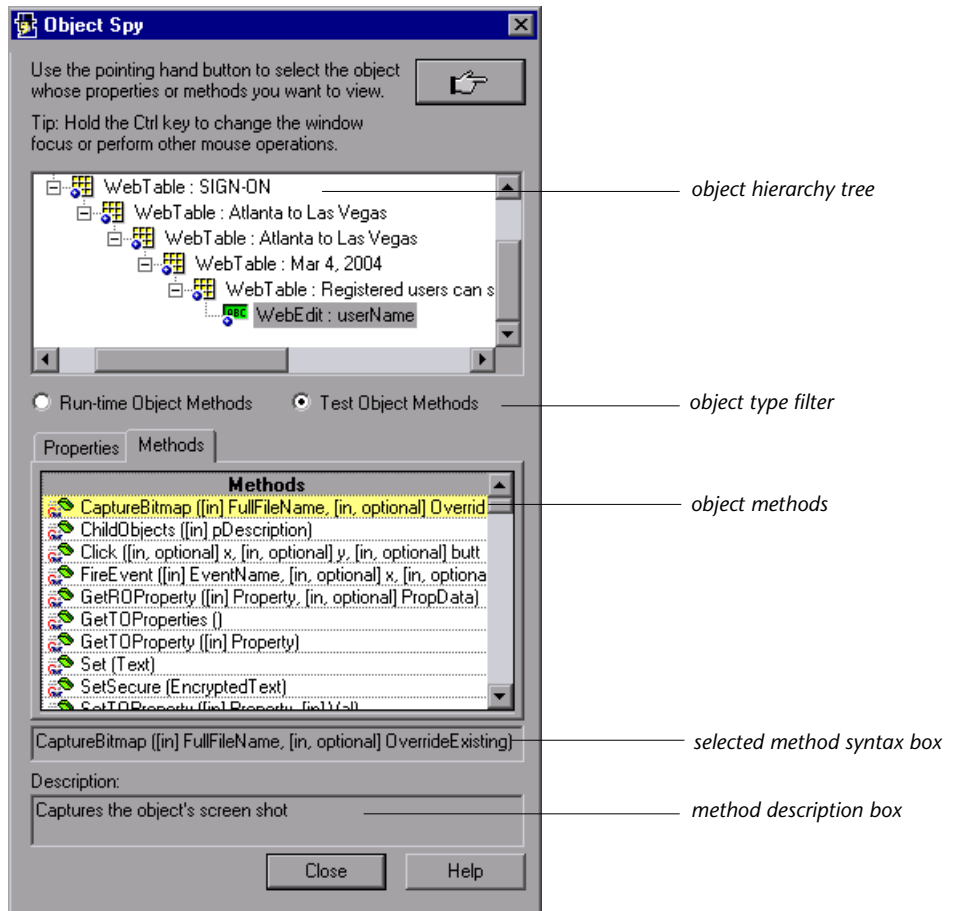 Object Spy
Use the pointing hand button to select the object
whose properties or methods you want to view.
Tip: Hold the Ctrl key to change the window
focus or perform other mouse operations.
WebTable : SIGN-ON
object hierarchy tree
WebTable : Atlanta to Las Vegas
WebTable : Atlanta to Las Vegas
WebTable : Mar 4, 2004
WebTable : Registered users can s
ABC WebEdit : userName
Run-time Object Methods Test Object Methods
object type filter
Properties Methods
Methods
CaptureBitmap ([in] FullFileName, [in, optional] Overrid
object methods
ChildObjects ([in] pDescription)
Click ([in, optional] x, [in, optional] y, [in, optional] butt
FireEvent ([in] EventName, [in, optional] x, [in, optiona
GetROProperty ([in] Property, [in, optional] PropData)
GetTOProperties ()
GetTOProperty ([in] Property)
Set (Text)
SetSecure (EncryptedText)
SetTOProperty ([in] Property, [in] Val)
CaptureBitmap ([in] FullFileName, [in, optional] OverrideExisting)
selected method syntax box
Description:
Captures the object's screen shot
method description box
Close Help